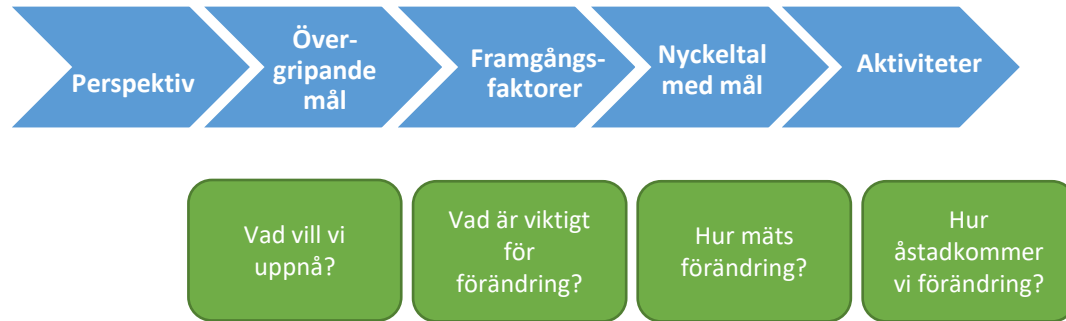 Perspektiv
Över-
gripande
mål
Framgångs-
faktorer
Nyckeltal
med mål
Aktiviteter
Vad vill vi
uppnå?
Vad är viktigt
för
förändring?
Hur mäts
förändring?
Hur
åstadkommer
vi förändring?